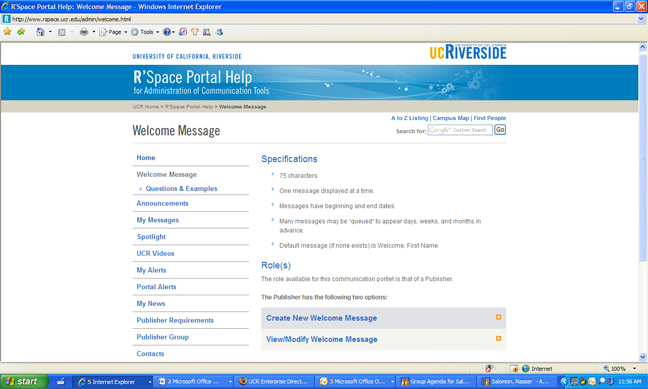 R'Space Portal Help: Welcome Message - Windows Internet Explorer
http://www.rspace.ucr.edu/admin/welcome.html
Page Tools
UNIVERSITY OF CALIFORNIA, RIVERSIDE
UNIVERSITY OF CALIFORNIA
UCRIVERSIDE
R'Space Portal Help
for Administration of Communication Tools
UCR Home > R'Space Portal Help > Welcome Message
A to Z Listing | Campus Map | Find People
Welcome Message
Search for: Google™ Custom Search Go
Home
Welcome Message
Questions & Examples
Announcements
My Messages
Spotlight
UCR Videos
My Alerts
Portal Alerts
My News
Publisher Requirements
Publisher Group
Contacts
Specifications
75 characters.
One message displayed at a time.
Messages have beginning and end dates.
Many messages may be "queued" to appear days, weeks, and months in
advance.
Default message (if none exists) is Welcome, First Name.
Role(s)
The role available for this communication portlet is that of a Publisher.
The Publisher has the following two options:
Create New Welcome Message
View/Modify Welcome Message
Internet 100%
start 5 Internet Explorer 2 Microsoft Office ... UCR Enterprise Direct... 3 Microsoft Office O... Group Agenda for Sal... Salomon, Nasser - A... 11:56 AM